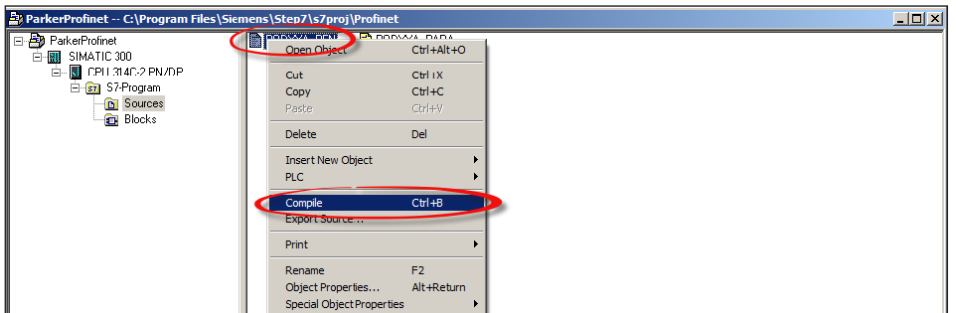 ParkerProfinet -- C:\Program Files\Siemens\Step7\s7proj\Profinet
ParkerProfinet
SIMATIC 300
CPU 314C-2 PN/DP
S7-Program
Sources
Blocks
Open Object Ctrl+Alt+O
Cut Ctrl+X
Copy Ctrl+C
Paste Ctrl+V
Delete Del
Insert New Object
PLC
Compile Ctrl+B
Export Source...
Print
Rename F2
Object Properties... Alt+Return
Special Object Properties